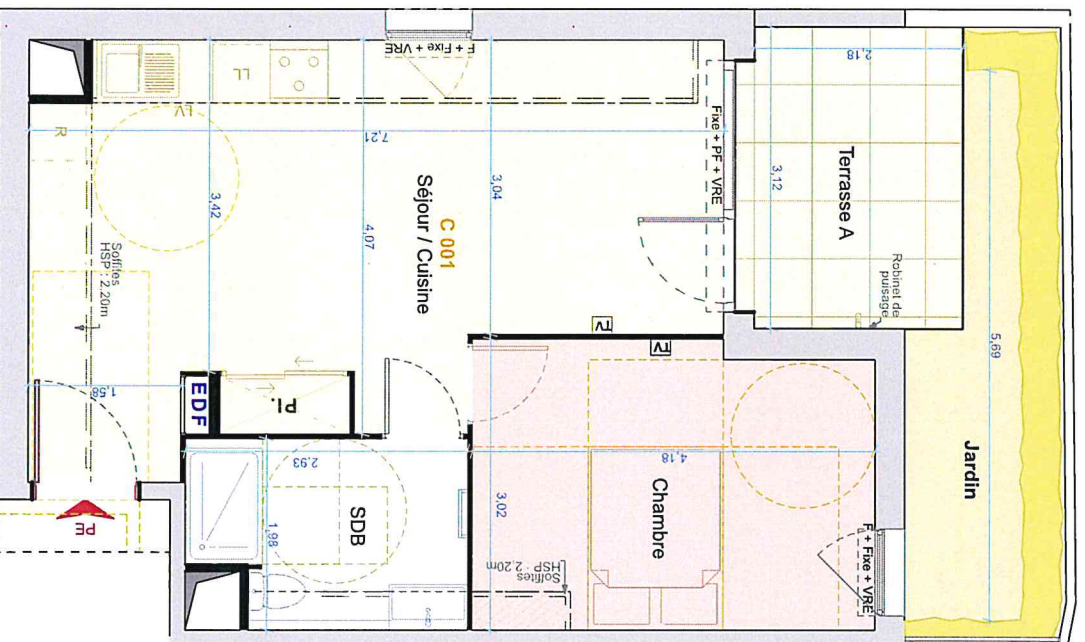 F + Fixe + VRE
LL
LV
R
7,21
3,42
3,04
4,07
C 001
Séjour / Cuisine
Soffites
HSP : 2.20m
Fixe + PF + VRE
2,18
3,12
Terrasse A
Robinet de
puisage
5,69
Jardin
TV
TV
1,58
EDF
Pl.
PE
2,93
SDB
1,98
3,02
4,18
Chambre
Soffites
HSP : 2,20m
F + Fixe + VRE